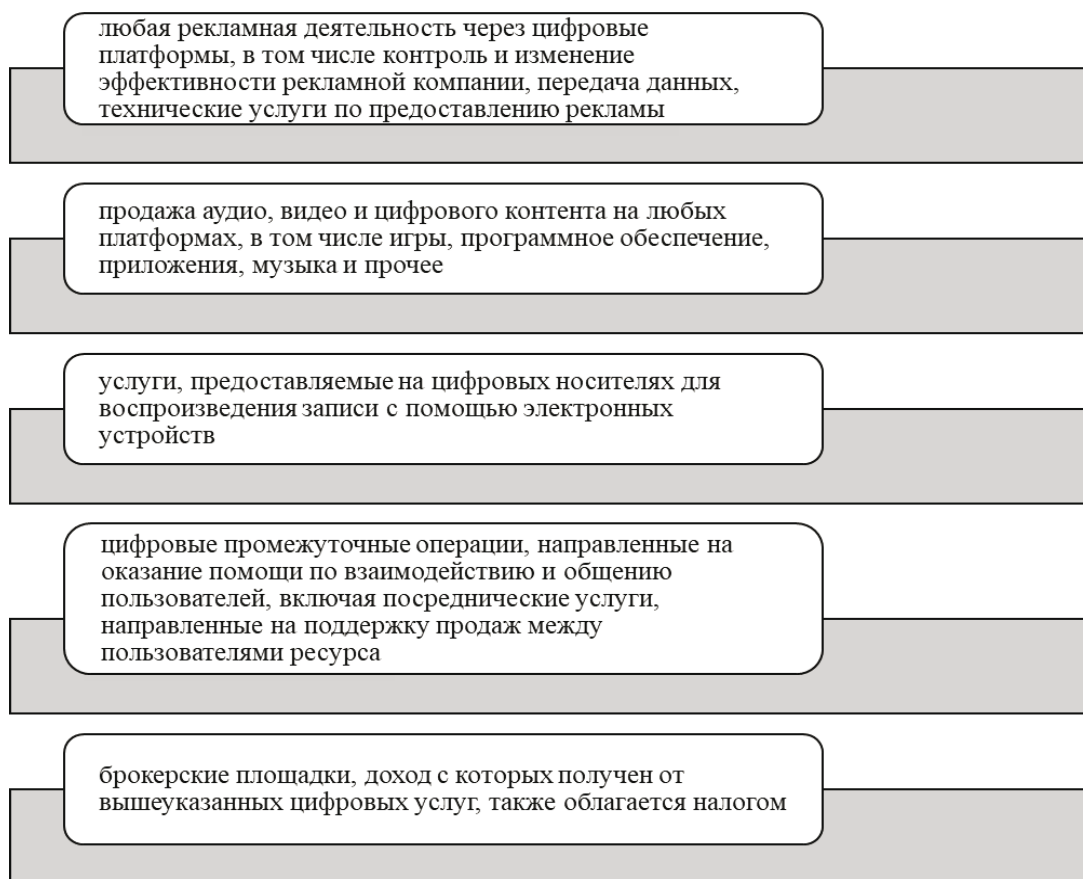 любая рекламная деятельность через цифровые
платформы, в том числе контроль и изменение
эффективности рекламной компании, передача данных,
технические услуги по предоставлению рекламы
продажа аудио, видео и цифрового контента на любых
платформах, в том числе игры, программное обеспечение,
приложения, музыка и прочее
услуги, предоставляемые на цифровых носителях для
воспроизведения записи с помощью электронных
устройств
цифровые промежуточные операции, направленные на
оказание помощи по взаимодействию и общению
пользователей, включая посреднические услуги,
направленные на поддержку продаж между
пользователями ресурса
брокерские площадки, доход с которых получен от
вышеуказанных цифровых услуг, также облагается налогом